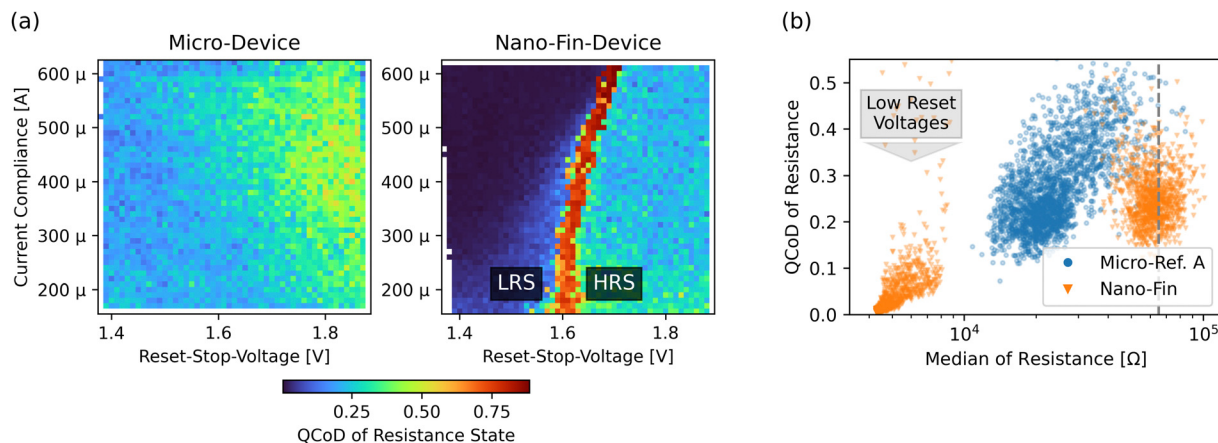 (a)
Micro-Device
Nano-Fin-Device
Current Compliance [A]
600 µ
500 µ
400 µ
300 µ
200 µ
1.4
1.6
1.8
Reset-Stop-Voltage [V]
600 µ
500 µ
400 µ
300 µ
200 µ
LRS
HRS
1.4
1.6
1.8
Reset-Stop-Voltage [V]
0.25
0.50
0.75
QCoD of Resistance State
(b)
QCoD of Resistance
0.5
0.4
0.3
0.2
0.1
0.0
Low Reset
Voltages
Micro-Ref. A
Nano-Fin
10⁴
10⁵
Median of Resistance [Ω]